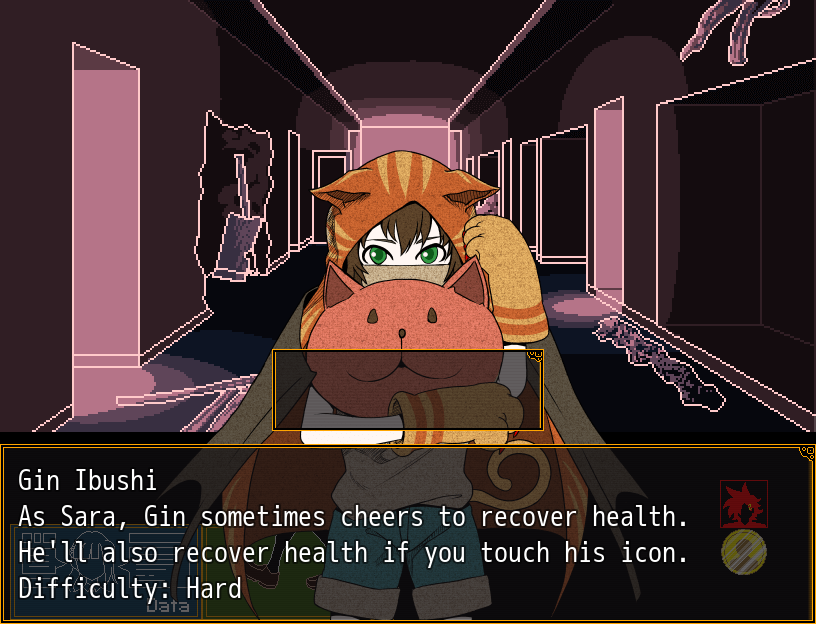 Gin Ibushi
As Sara, Gin sometimes cheers to recover health.
He'll also recover health if you touch his icon.
Difficulty: Hard
Data